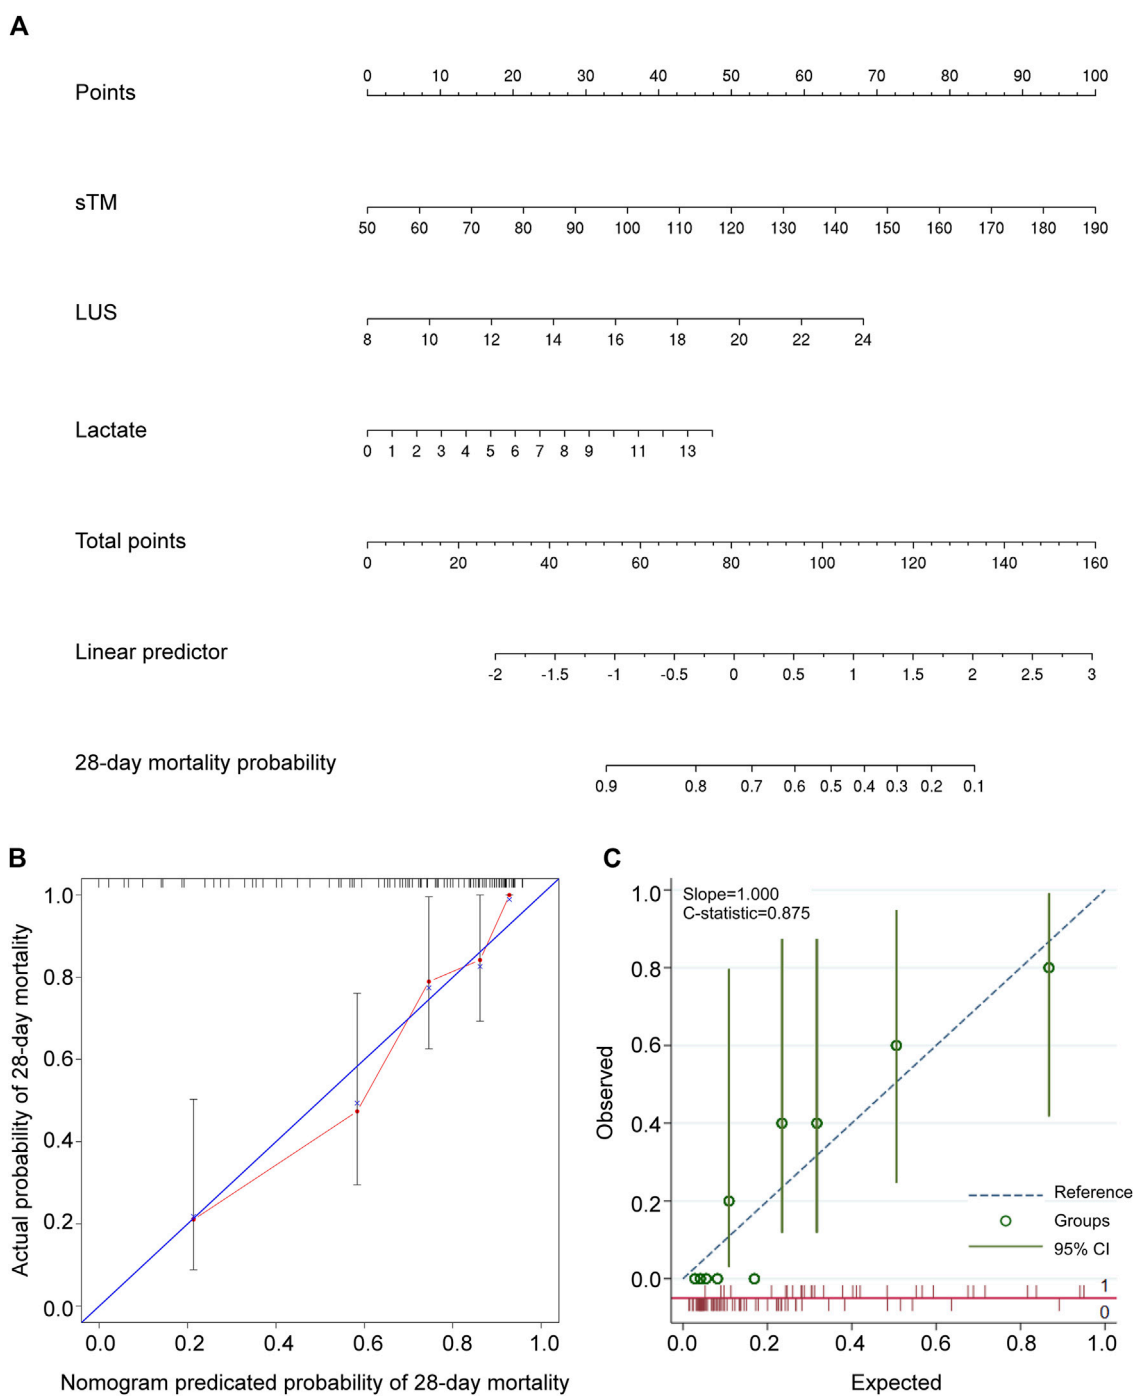 A
Points
0 10 20 30 40 50 60 70 80 90 100
sTM
50 60 70 80 90 100 110 120 130 140 150 160 170 180 190
LUS
8 10 12 14 16 18 20 22 24
Lactate
0 1 2 3 4 5 6 7 8 9 11 13
Total points
0 20 40 60 80 100 120 140 160
Linear predictor
-2 -1.5 -1 -0.5 0 0.5 1 1.5 2 2.5 3
28-day mortality probability
0.9 0.8 0.7 0.6 0.5 0.4 0.3 0.2 0.1
B
Actual probability of 28-day mortality
1.0
0.8
0.6
0.4
0.2
0.0
0.0 0.2 0.4 0.6 0.8 1.0
Nomogram predicated probability of 28-day mortality
C
Slope=1.000
C-statistic=0.875
Observed
1.0
0.8
0.6
0.4
0.2
0.0
Reference
Groups
95% CI
1
0
0.0 0.2 0.4 0.6 0.8 1.0
Expected